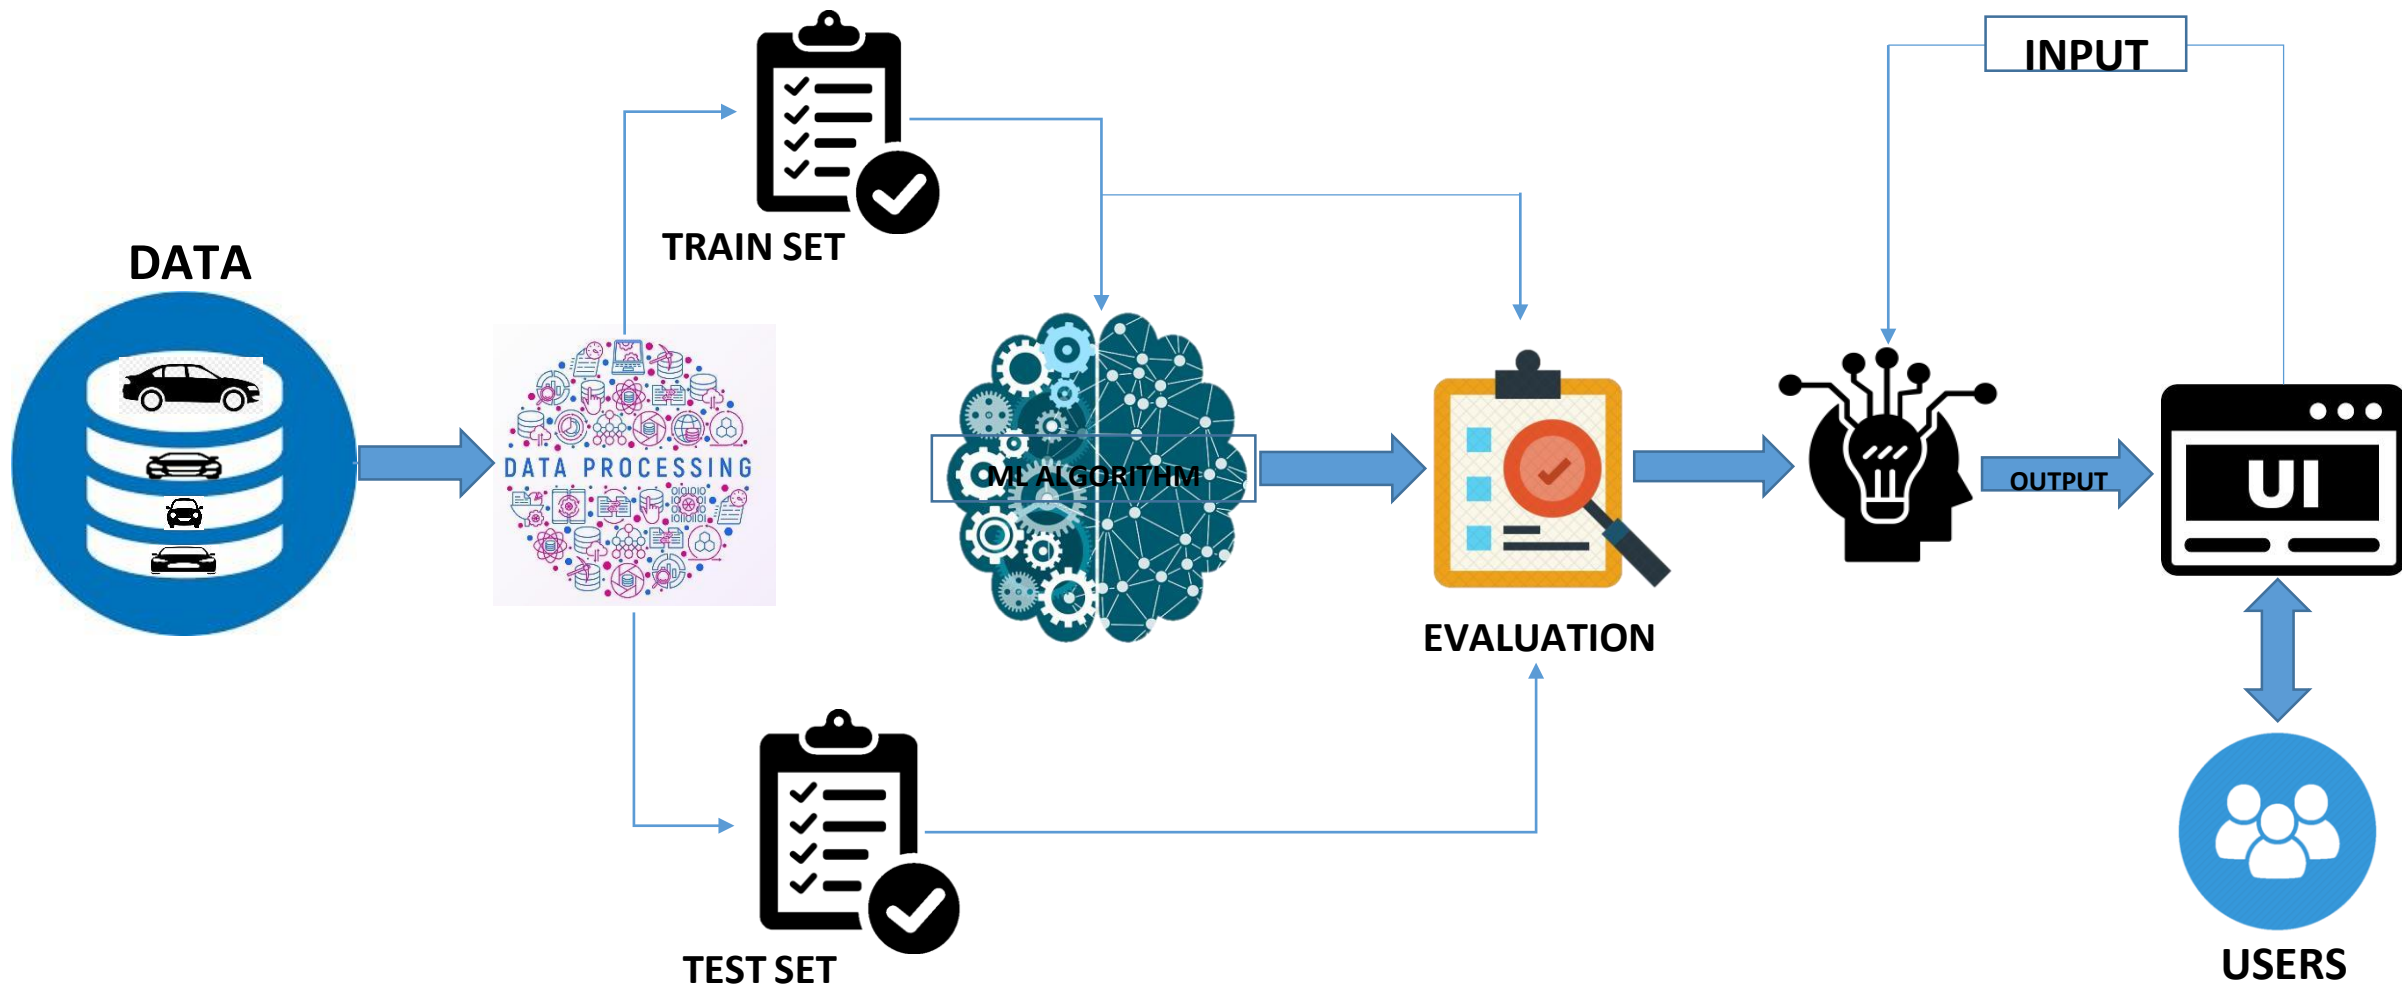 INPUT
TRAIN SET
DATA
DATA PROCESSING
ML ALGORITHM
OUTPUT
UI
EVALUATION
USERS
TEST SET